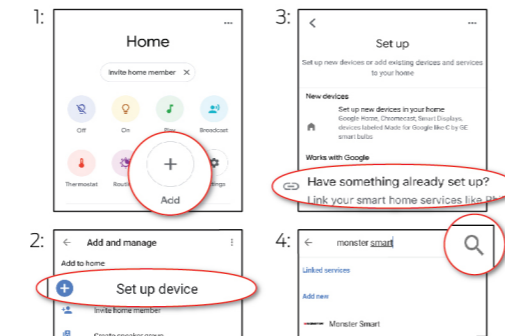 1:
Home
Invite home member X
Off On Play Broadcast
Thermostat
Add
2:
Add and manage
Add to home
Set up device
Invite home member
Create speaker group
3:
Set up
Set up new devices or add existing devices and services
to your home
New devices
Set up new devices in your home
Google Home, Chromecast, Smart Displays,
devices labeled Made for Google like C by GE
smart bulbs
Works with Google
Have something already set up?
Link your smart home services like
4:
monster smart
Linked services
Add new
Monster Smart